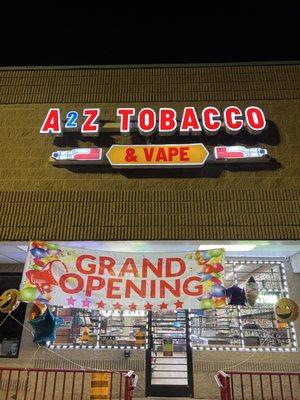 A2Z TOBACCO
& VAPE
GRAND
OPENING